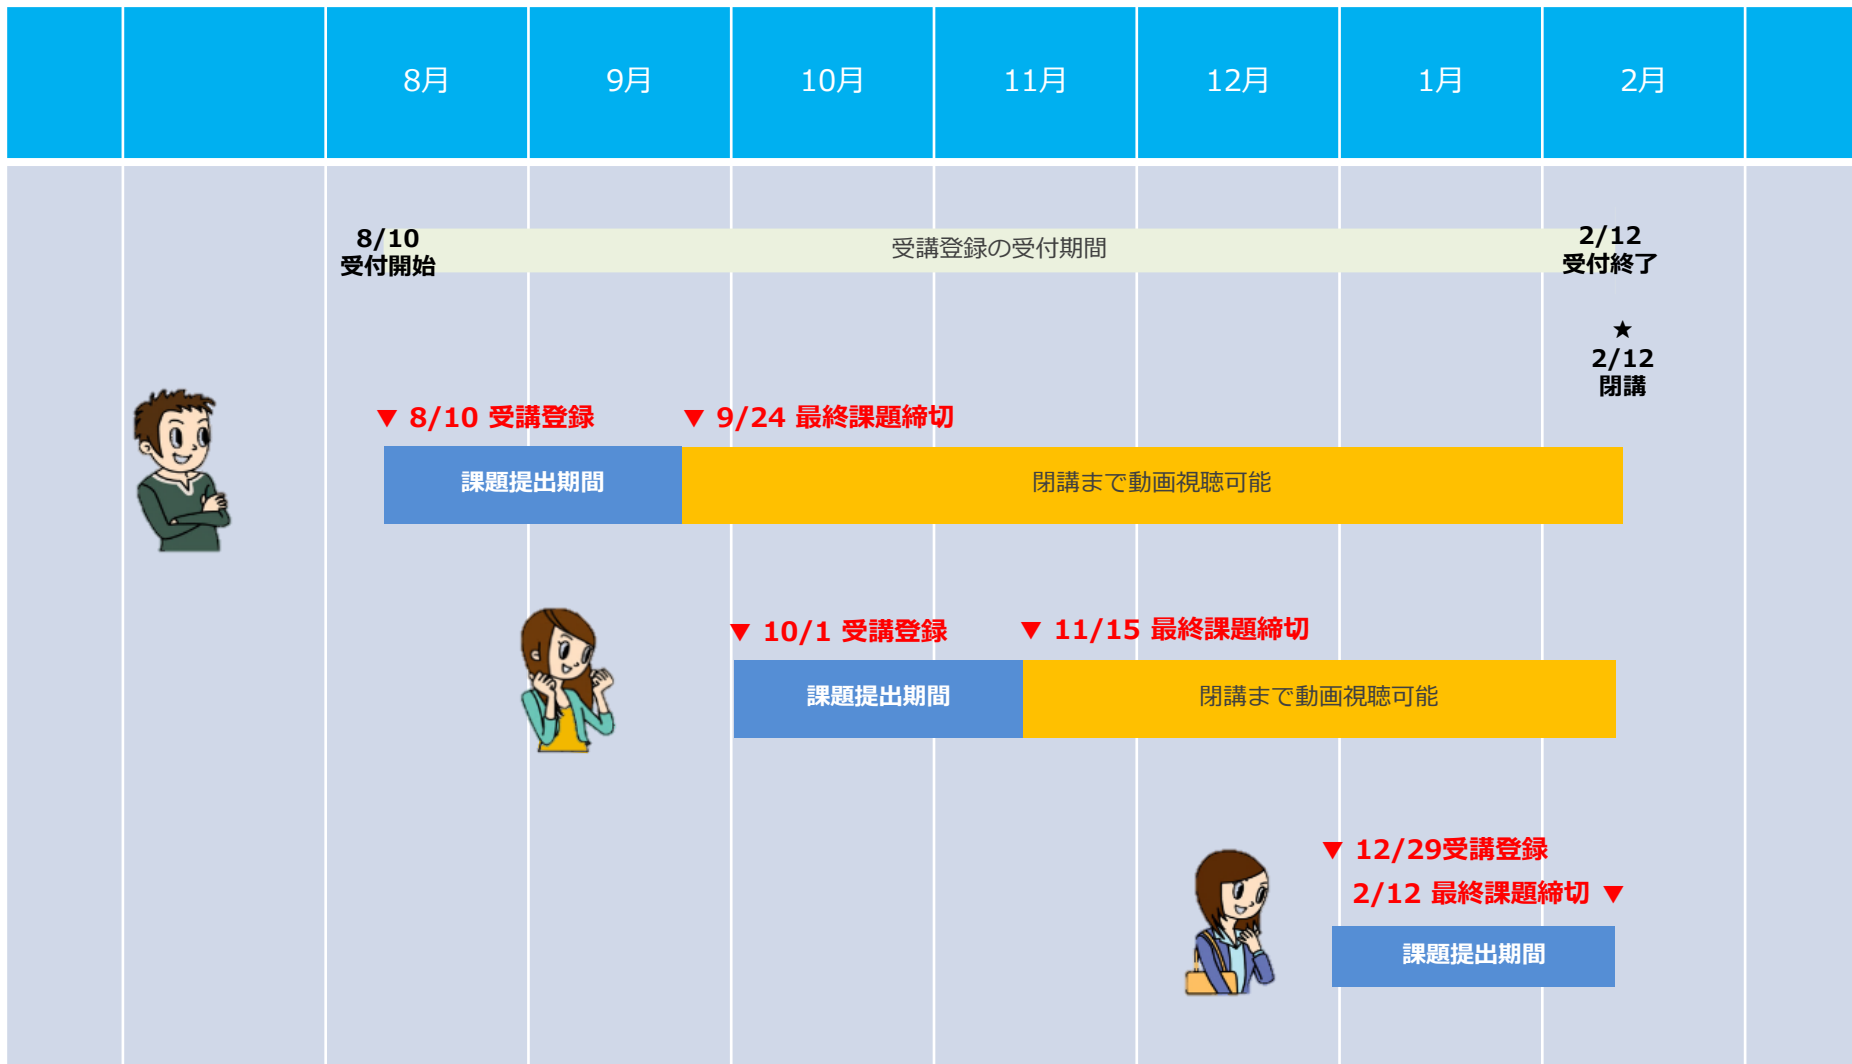 8月 9月 10月 11月 12月 1月 2月
8/10
受付開始
受講登録の受付期間
2/12
受付終了
★
2/12
閉講
▼ 8/10 受講登録
▼ 9/24 最終課題締切
課題提出期間
閉講まで動画視聴可能
▼ 10/1 受講登録
▼ 11/15 最終課題締切
課題提出期間
閉講まで動画視聴可能
▼ 12/29受講登録
2/12 最終課題締切 ▼
課題提出期間